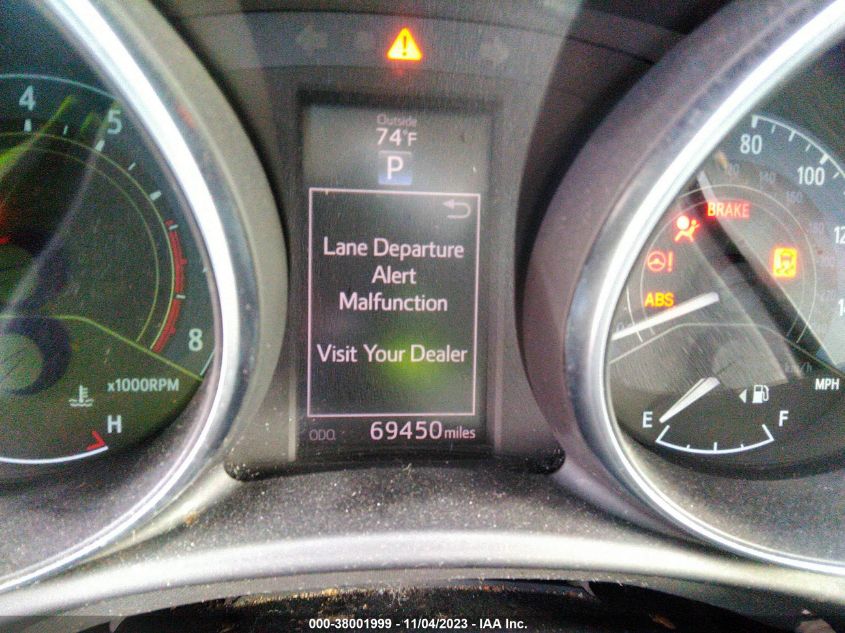 Outside
74°F
P
Lane Departure
Alert
Malfunction
Visit Your Dealer
ODO 69450 miles
4
5
8
x1000RPM
H
80
100
BRAKE
ABS
MPH
E
F
000-38001999 - 11/04/2023 - IAA Inc.